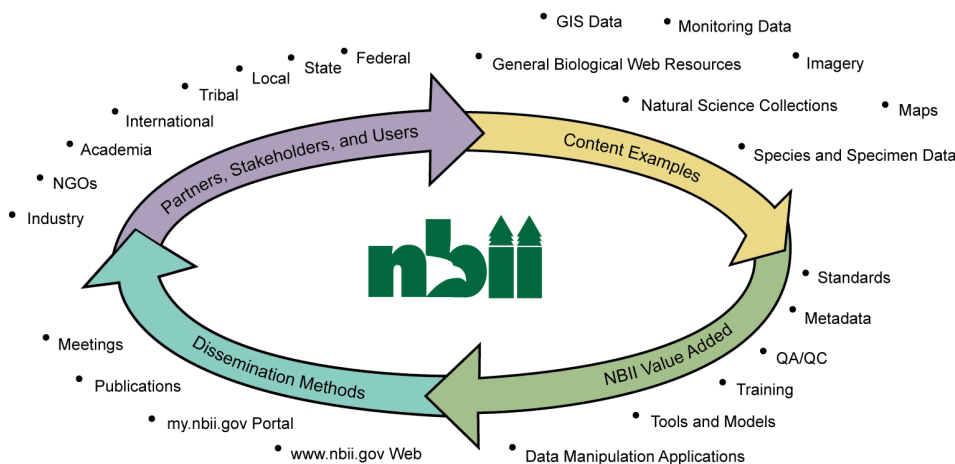 GIS Data
Monitoring Data
Federal
State
General Biological Web Resources
Imagery
Local
Tribal
Natural Science Collections
Maps
International
Academia
Partners, Stakeholders, and Users
Content Examples
Species and Specimen Data
NGOs
Industry
nbii
Standards
Metadata
Meetings
Dissemination Methods
NBII Value Added
QA/QC
Publications
Training
my.nbii.gov Portal
Tools and Models
www.nbii.gov Web
Data Manipulation Applications